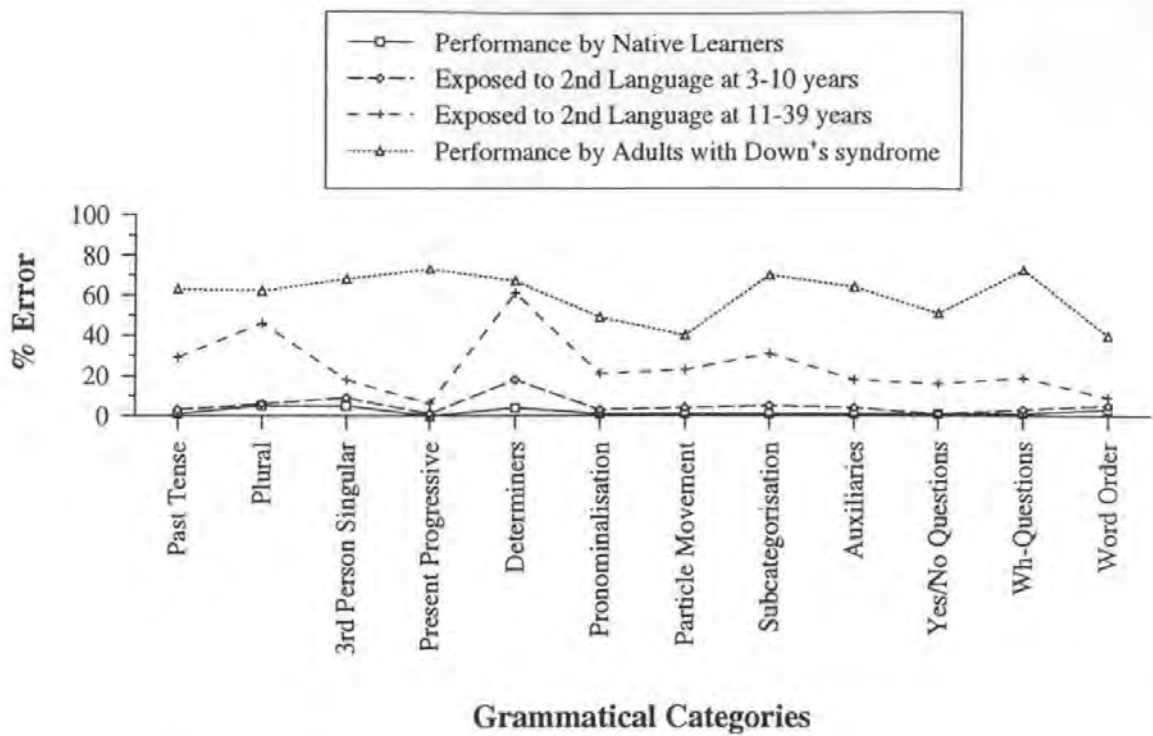 Performance by Native Learners
Exposed to 2nd Language at 3-10 years
Exposed to 2nd Language at 11-39 years
Performance by Adults with Down's syndrome
% Error
100
80
60
40
20
0
Past Tense
Plural
3rd Person Singular
Present Progressive
Determiners
Pronominalisation
Particle Movement
Subcategorisation
Auxiliaries
Yes/No Questions
Wh-Questions
Word Order
Grammatical Categories